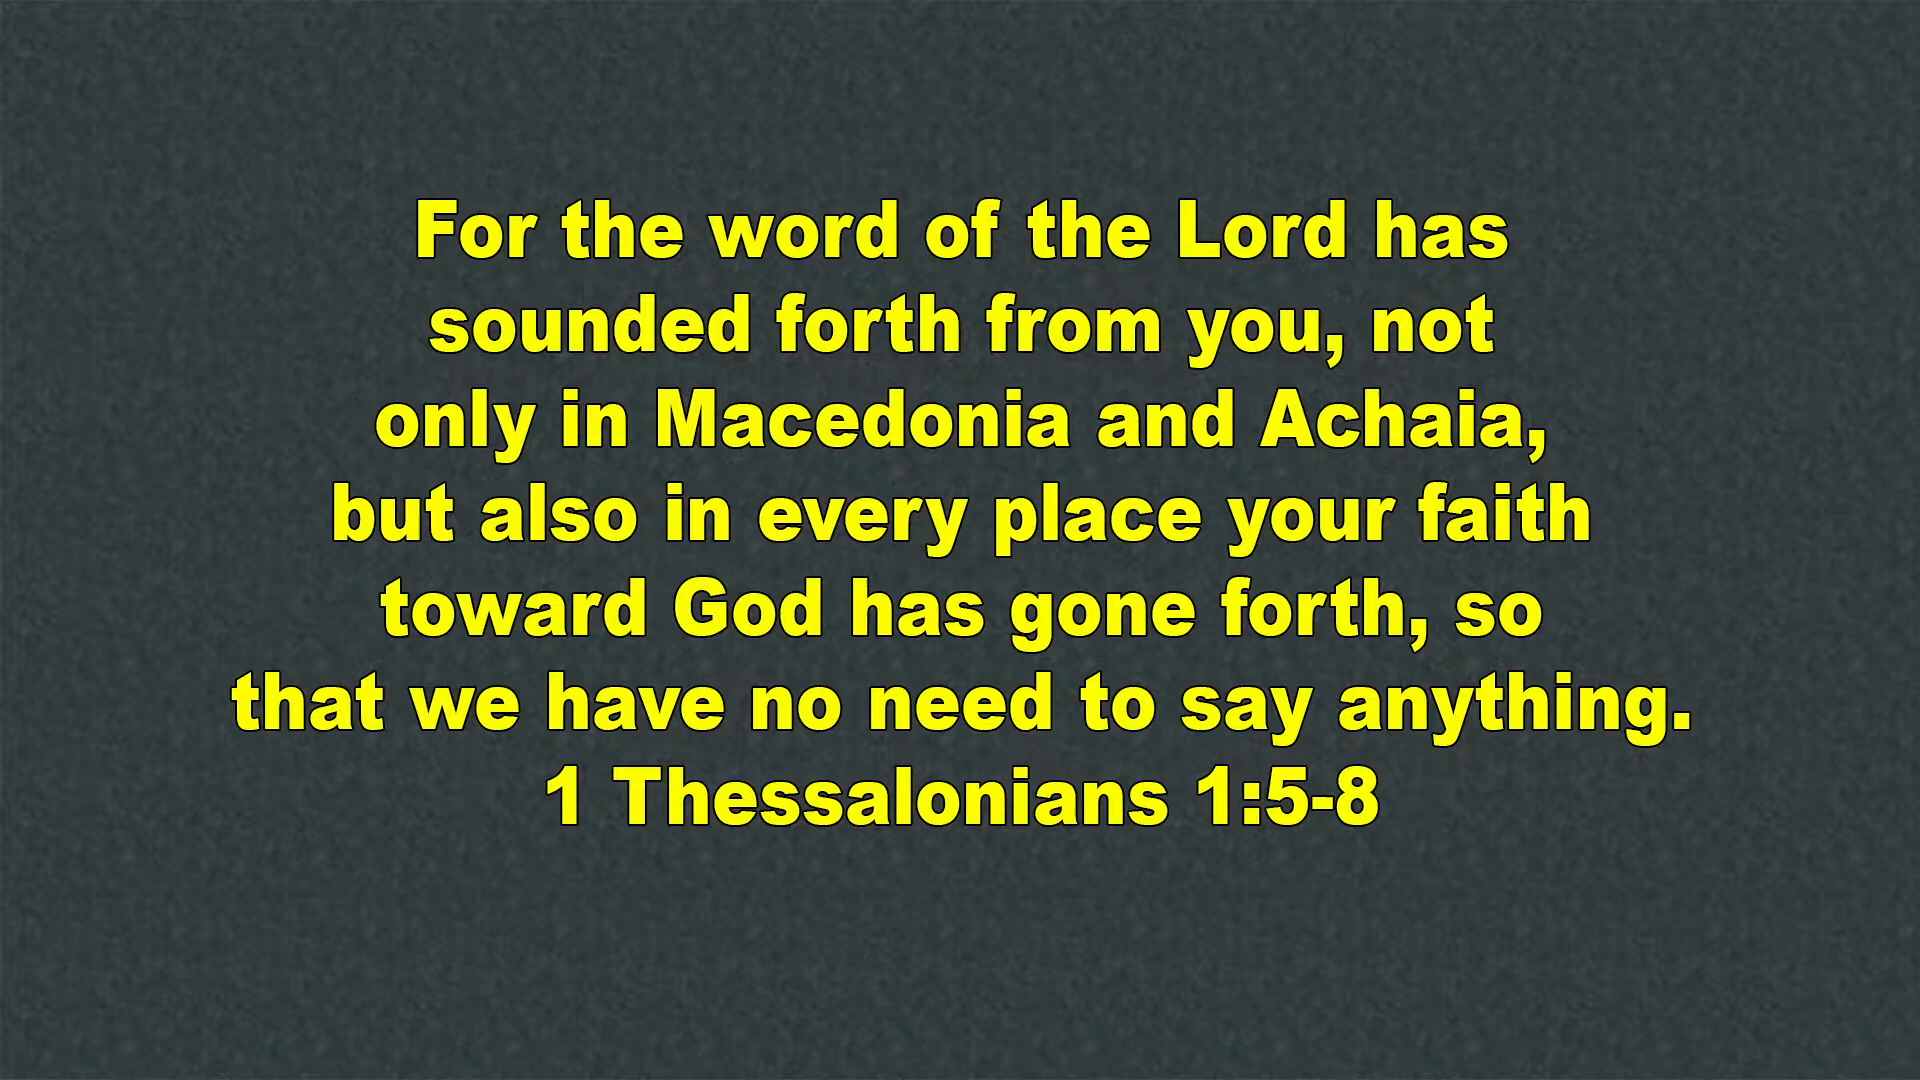 For the word of the Lord has
sounded forth from you, not
only in Macedonia and Achaia,
but also in every place your faith
toward God has gone forth, so
that we have no need to say anything.
1 Thessalonians 1:5-8